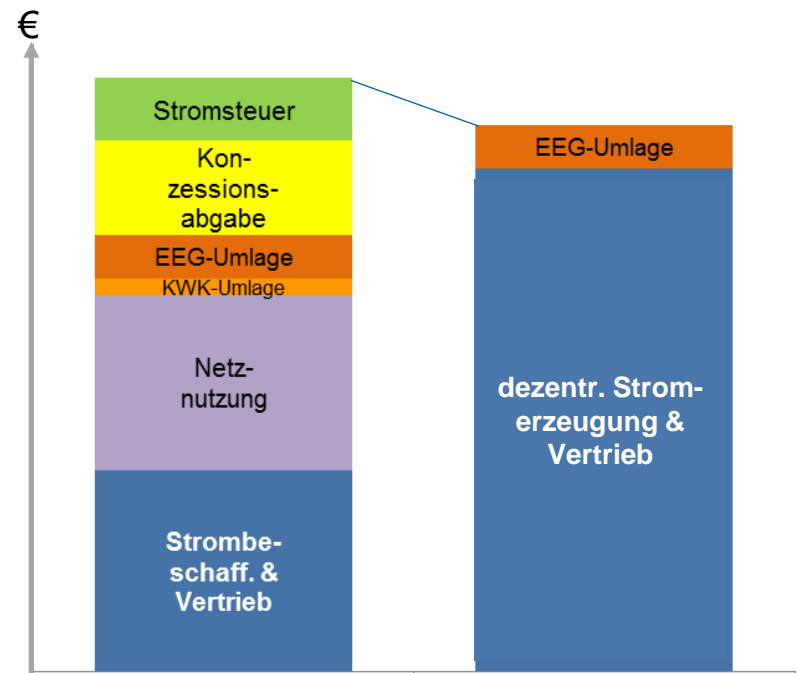 €
Stromsteuer
Kon-
zessions-
abgabe
EEG-Umlage
KWK-Umlage
Netz-
nutzung
Strombe-
schaff. &
Vertrieb
EEG-Umlage
dezentr. Strom-
erzeugung &
Vertrieb